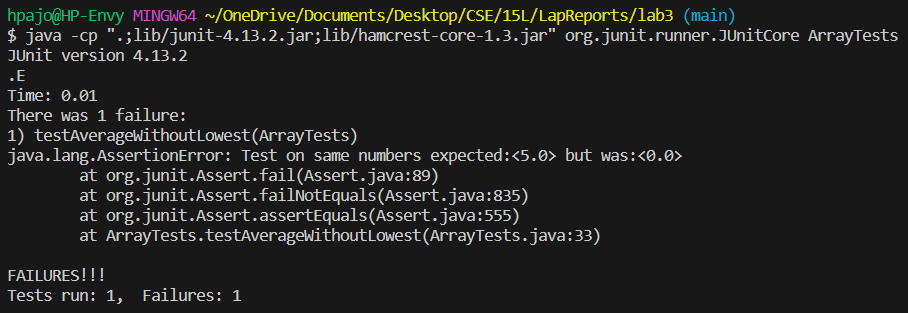 hpajo@HP-Envy MINGW64 ~/OneDrive/Documents/Desktop/CSE/15L/LapReports/lab3 (main)
$ java -cp ".;lib/junit-4.13.2.jar;lib/hamcrest-core-1.3.jar" org.junit.runner.JUnitCore ArrayTests
JUnit version 4.13.2
.E
Time: 0.01
There was 1 failure:
1) testAverageWithoutLowest(ArrayTests)
java.lang.AssertionError: Test on same numbers expected:<5.0> but was:<0.0>
        at org.junit.Assert.fail(Assert.java:89)
        at org.junit.Assert.failNotEquals(Assert.java:835)
        at org.junit.Assert.assertEquals(Assert.java:555)
        at ArrayTests.testAverageWithoutLowest(ArrayTests.java:33)

FAILURES!!!
Tests run: 1,  Failures: 1